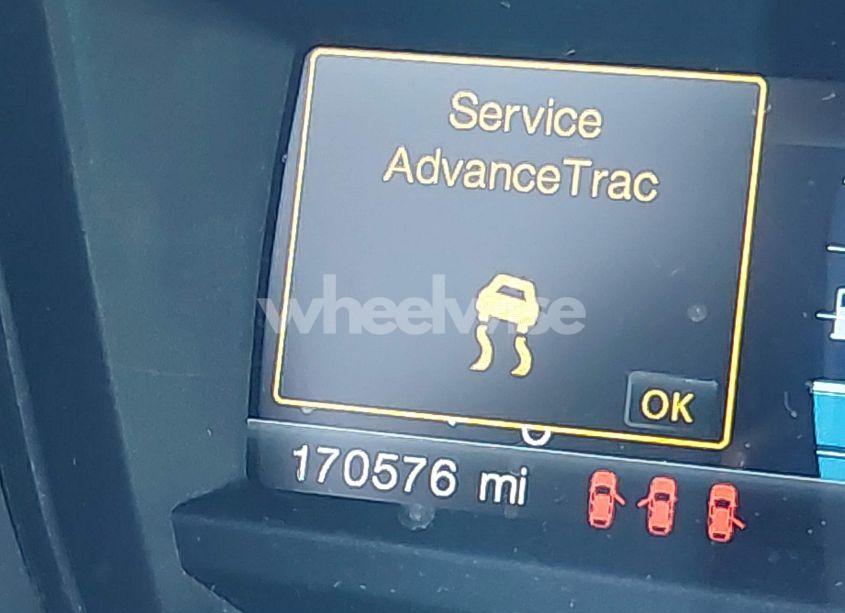 Service
AdvanceTrac
wheelwise
OK
170576 mi